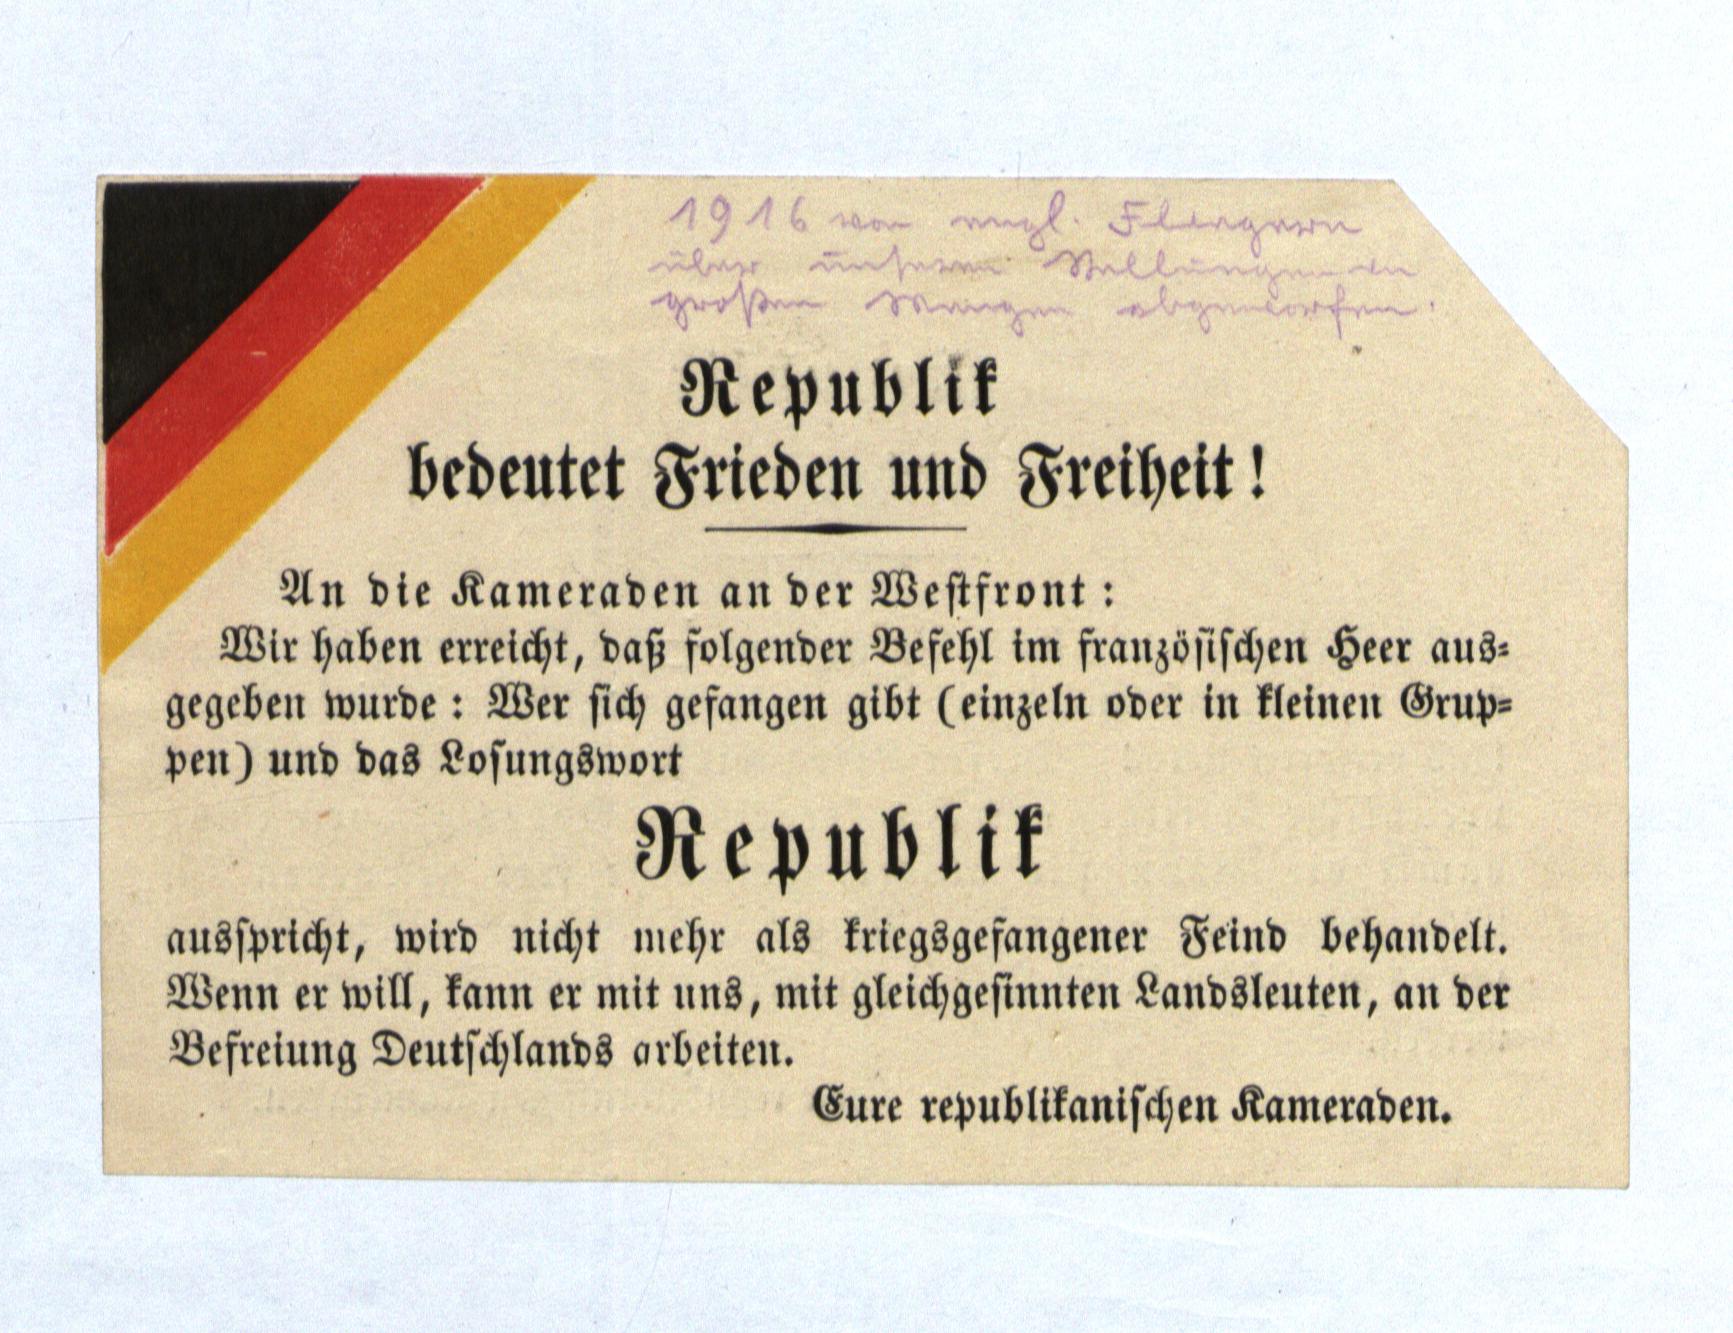 1916 von engl. Fliegern
über unseren Stellungen in
großen Mengen abgeworfen.
Republik
bedeutet Frieden und Freiheit!
An die Kameraden an der Westfront:
Wir haben erreicht, daß folgender Befehl im französischen Heer aus-
gegeben wurde: Wer sich gefangen gibt (einzeln oder in kleinen Grup-
pen) und das Losungswort
Republik
ausspricht, wird nicht mehr als kriegsgefangener Feind behandelt.
Wenn er will, kann er mit uns, mit gleichgesinnten Landsleuten, an der
Befreiung Deutschlands arbeiten.
Eure republikanischen Kameraden.